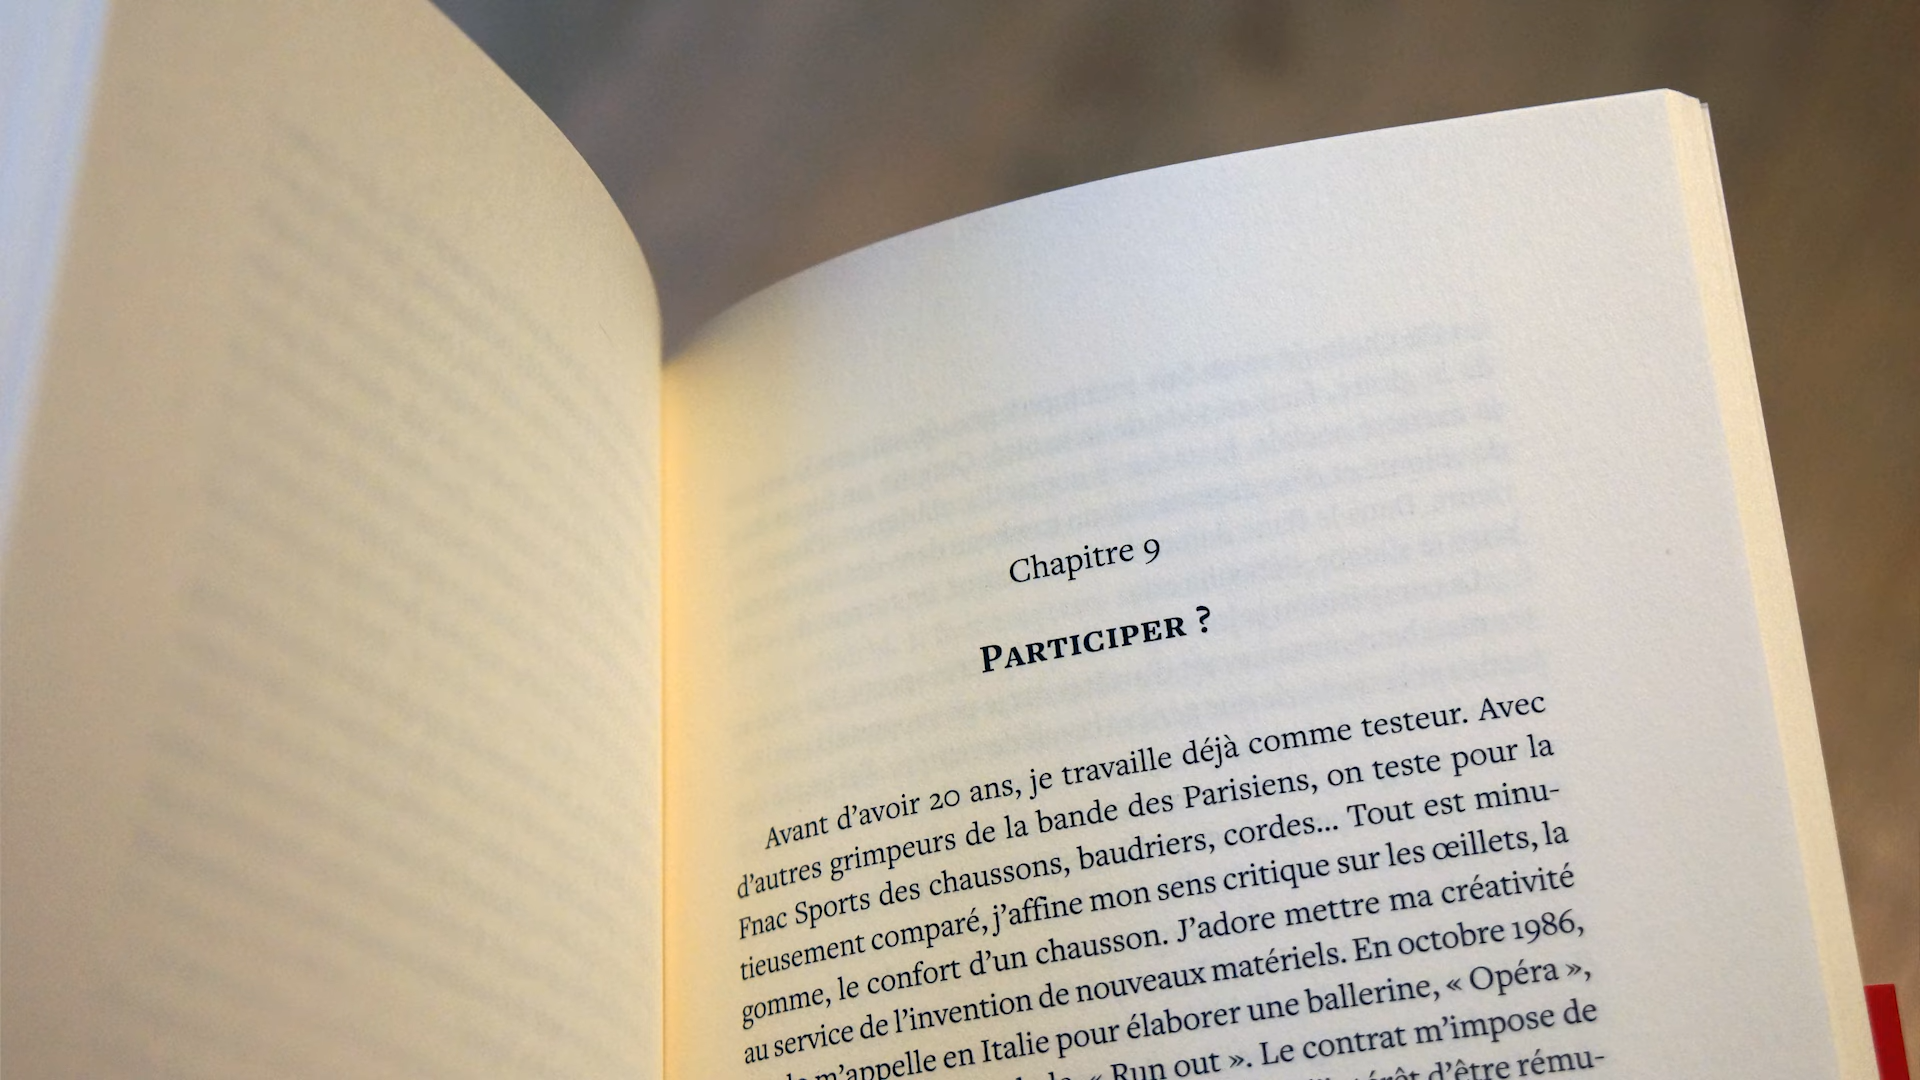 Chapitre 9
PARTICIPER ?
Avant d’avoir 20 ans, je travaille déjà comme testeur. Avec
d’autres grimpeurs de la bande des Parisiens, on teste pour la
Fnac Sports des chaussons, baudriers, cordes... Tout est minu-
tieusement comparé, j’affine mon sens critique sur les œillets, la
gomme, le confort d’un chausson. J’adore mettre ma créativité
au service de l’invention de nouveaux matériels. En octobre 1986,
m’appelle en Italie pour élaborer une ballerine, « Opéra »,
« Run out ». Le contrat m’impose de
d’être rému-